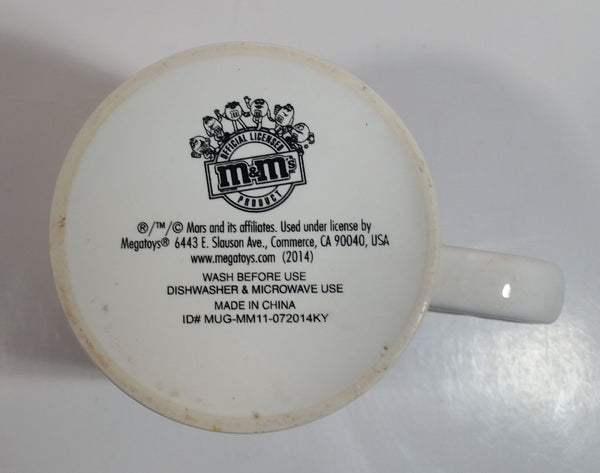 OFFICIAL LICENSED
m&m's
PRODUCT
®/™/© Mars and its affiliates. Used under license by
Megatoys® 6443 E. Slauson Ave., Commerce, CA 90040, USA
www.megatoys.com (2014)
WASH BEFORE USE
DISHWASHER & MICROWAVE USE
MADE IN CHINA
ID# MUG-MM11-072014KY